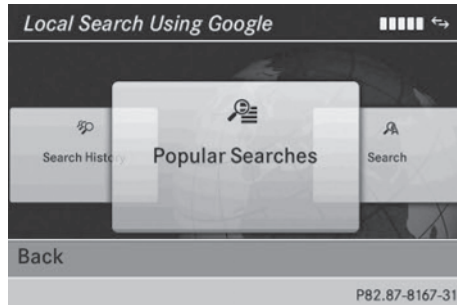 Local Search Using Google
Search History
Popular Searches
Search
Back
P82.87-8167-31